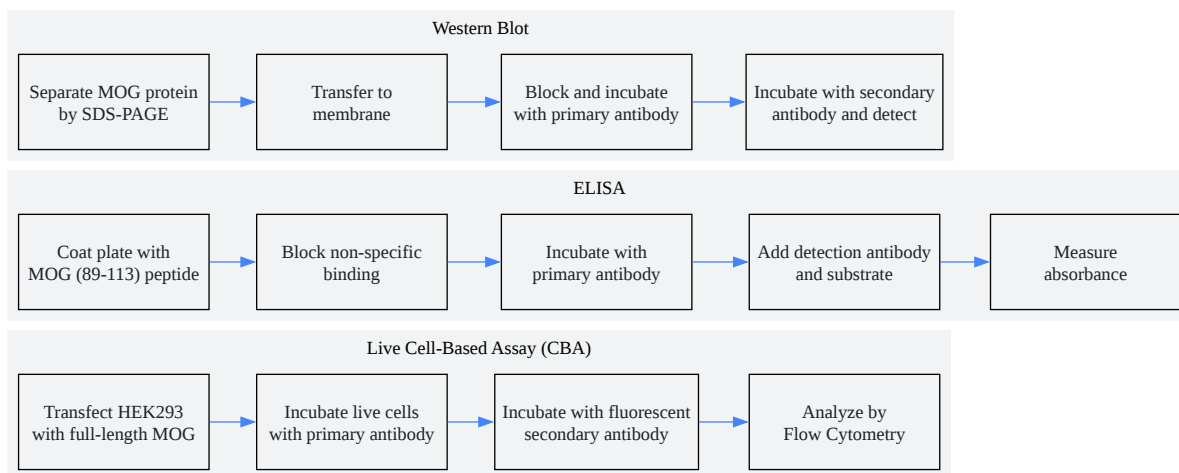 Western Blot
Separate MOG protein
by SDS-PAGE
Transfer to
membrane
Block and incubate
with primary antibody
Incubate with secondary
antibody and detect
ELISA
Coat plate with
MOG (89-113) peptide
Block non-specific
binding
Incubate with
primary antibody
Add detection antibody
and substrate
Measure
absorbance
Live Cell-Based Assay (CBA)
Transfect HEK293
with full-length MOG
Incubate live cells
with primary antibody
Incubate with fluorescent
secondary antibody
Analyze by
Flow Cytometry